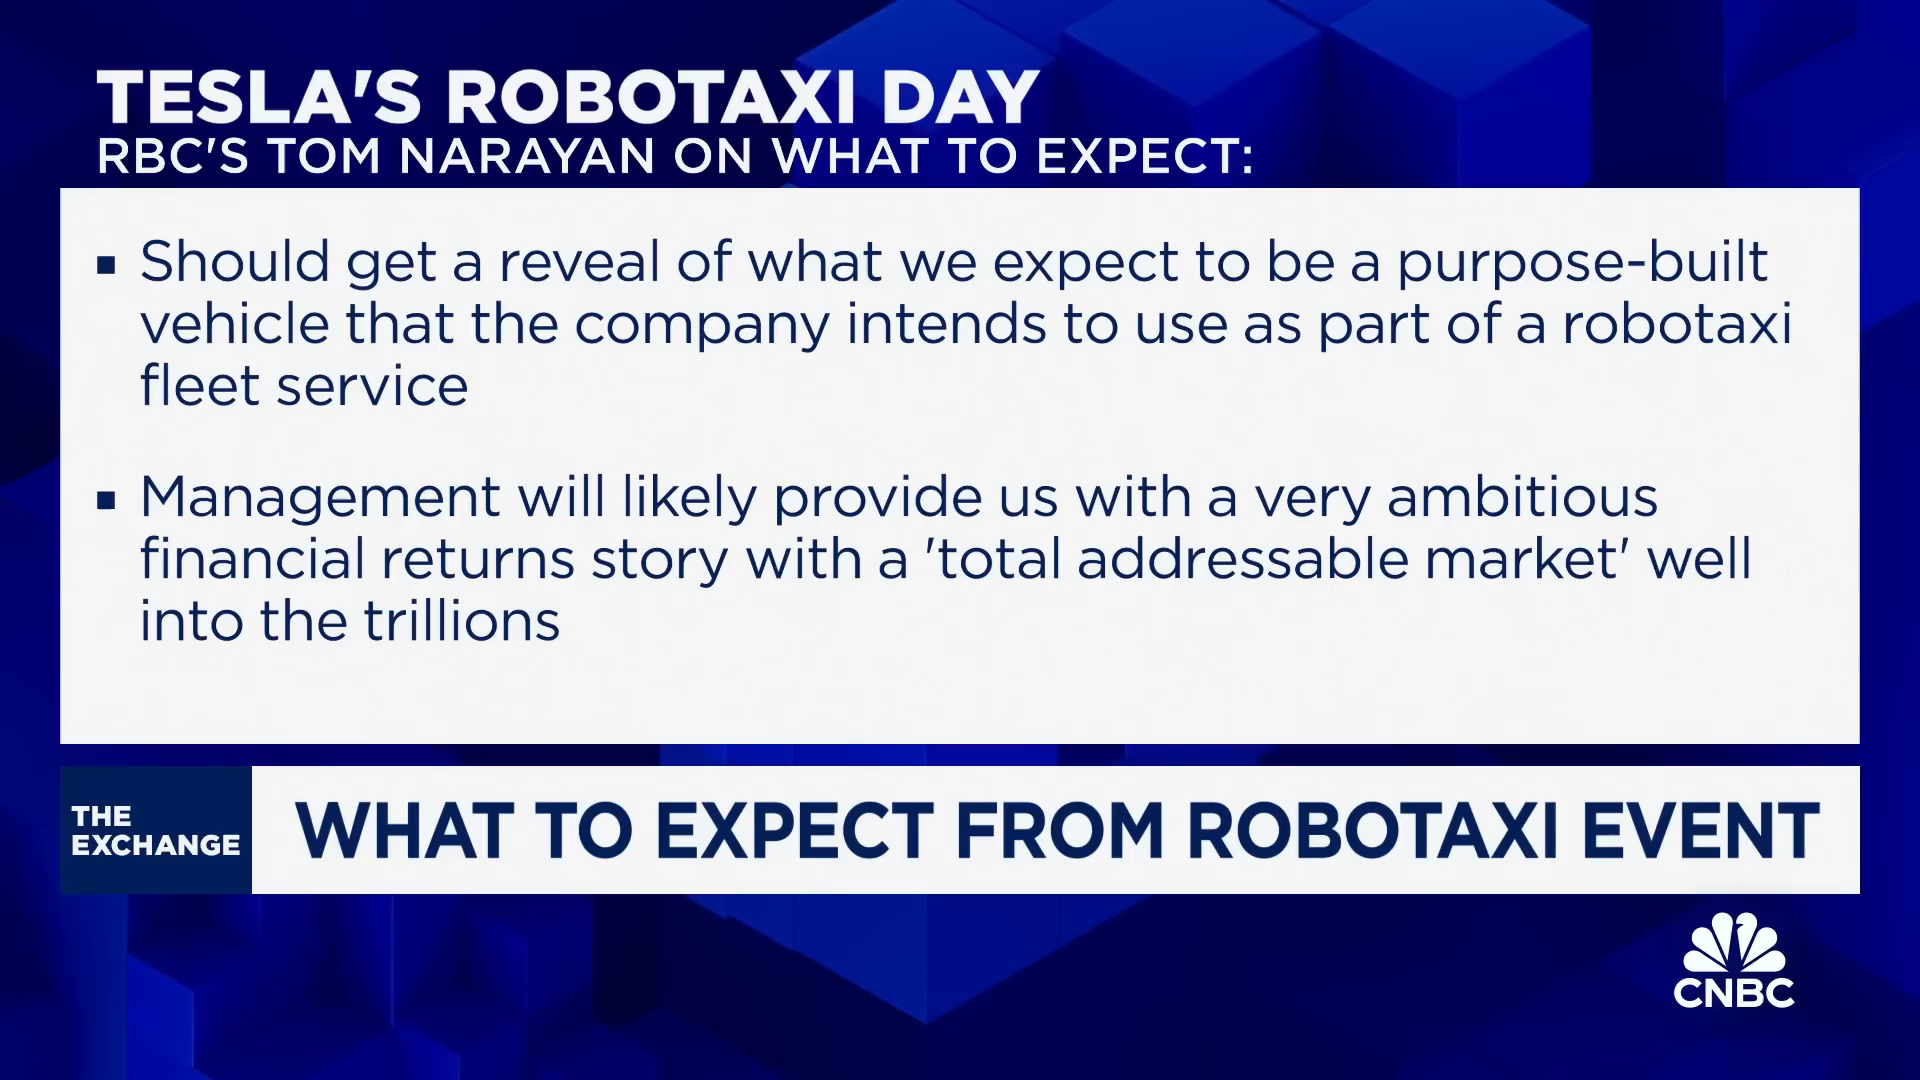 TESLA'S ROBOTAXI DAY
RBC'S TOM NARAYAN ON WHAT TO EXPECT:
▪ Should get a reveal of what we expect to be a purpose-built
vehicle that the company intends to use as part of a robotaxi
fleet service
▪ Management will likely provide us with a very ambitious
financial returns story with a 'total addressable market' well
into the trillions
THE
EXCHANGE
WHAT TO EXPECT FROM ROBOTAXI EVENT
CNBC